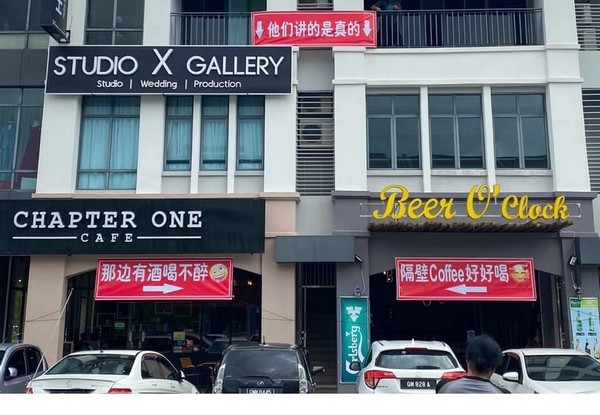 ↓他们讲的是真的↓
STUDIO X GALLERY
Studio | Wedding | Production
Beer O'Clock
CHAPTER ONE
CAFE
那边有酒喝不醉
→
隔壁Coffee好好喝
←
Carlsberg